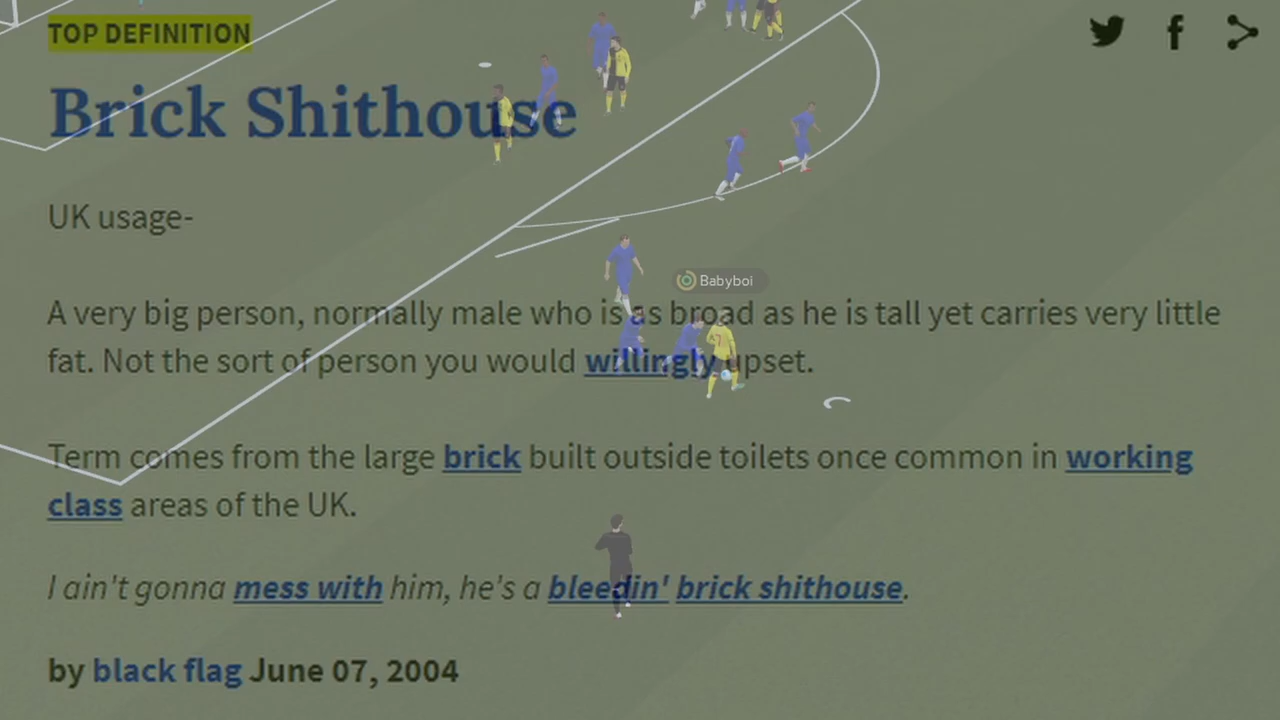 TOP DEFINITION
Brick Shithouse
UK usage-
Babyboi
A very big person, normally male who is as broad as he is tall yet carries very little
fat. Not the sort of person you would willingly upset.
7
Term comes from the large brick built outside toilets once common in working
class areas of the UK.
I ain't gonna mess with him, he's a bleedin' brick shithouse.
by black flag June 07, 2004